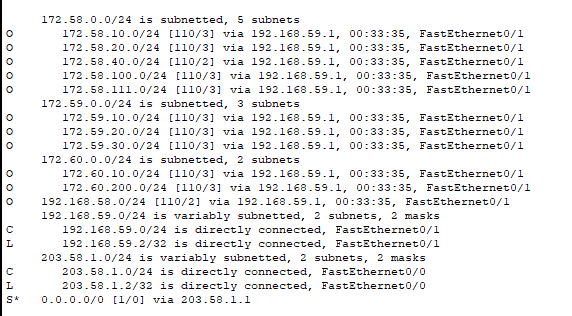 172.58.0.0/24 is subnetted, 5 subnets
O 172.58.10.0/24 [110/3] via 192.168.59.1, 00:33:35, FastEthernet0/1
O 172.58.20.0/24 [110/3] via 192.168.59.1, 00:33:35, FastEthernet0/1
O 172.58.40.0/24 [110/2] via 192.168.59.1, 00:33:35, FastEthernet0/1
O 172.58.100.0/24 [110/3] via 192.168.59.1, 00:33:35, FastEthernet0/1
O 172.58.111.0/24 [110/3] via 192.168.59.1, 00:33:35, FastEthernet0/1
172.59.0.0/24 is subnetted, 3 subnets
O 172.59.10.0/24 [110/3] via 192.168.59.1, 00:33:35, FastEthernet0/1
O 172.59.20.0/24 [110/3] via 192.168.59.1, 00:33:35, FastEthernet0/1
O 172.59.30.0/24 [110/3] via 192.168.59.1, 00:33:35, FastEthernet0/1
172.60.0.0/24 is subnetted, 2 subnets
O 172.60.10.0/24 [110/3] via 192.168.59.1, 00:33:35, FastEthernet0/1
O 172.60.200.0/24 [110/3] via 192.168.59.1, 00:33:35, FastEthernet0/1
O 192.168.58.0/24 [110/2] via 192.168.59.1, 00:33:35, FastEthernet0/1
192.168.59.0/24 is variably subnetted, 2 subnets, 2 masks
C 192.168.59.0/24 is directly connected, FastEthernet0/1
L 192.168.59.2/32 is directly connected, FastEthernet0/1
203.58.1.0/24 is variably subnetted, 2 subnets, 2 masks
C 203.58.1.0/24 is directly connected, FastEthernet0/0
L 203.58.1.2/32 is directly connected, FastEthernet0/0
S* 0.0.0.0/0 [1/0] via 203.58.1.1